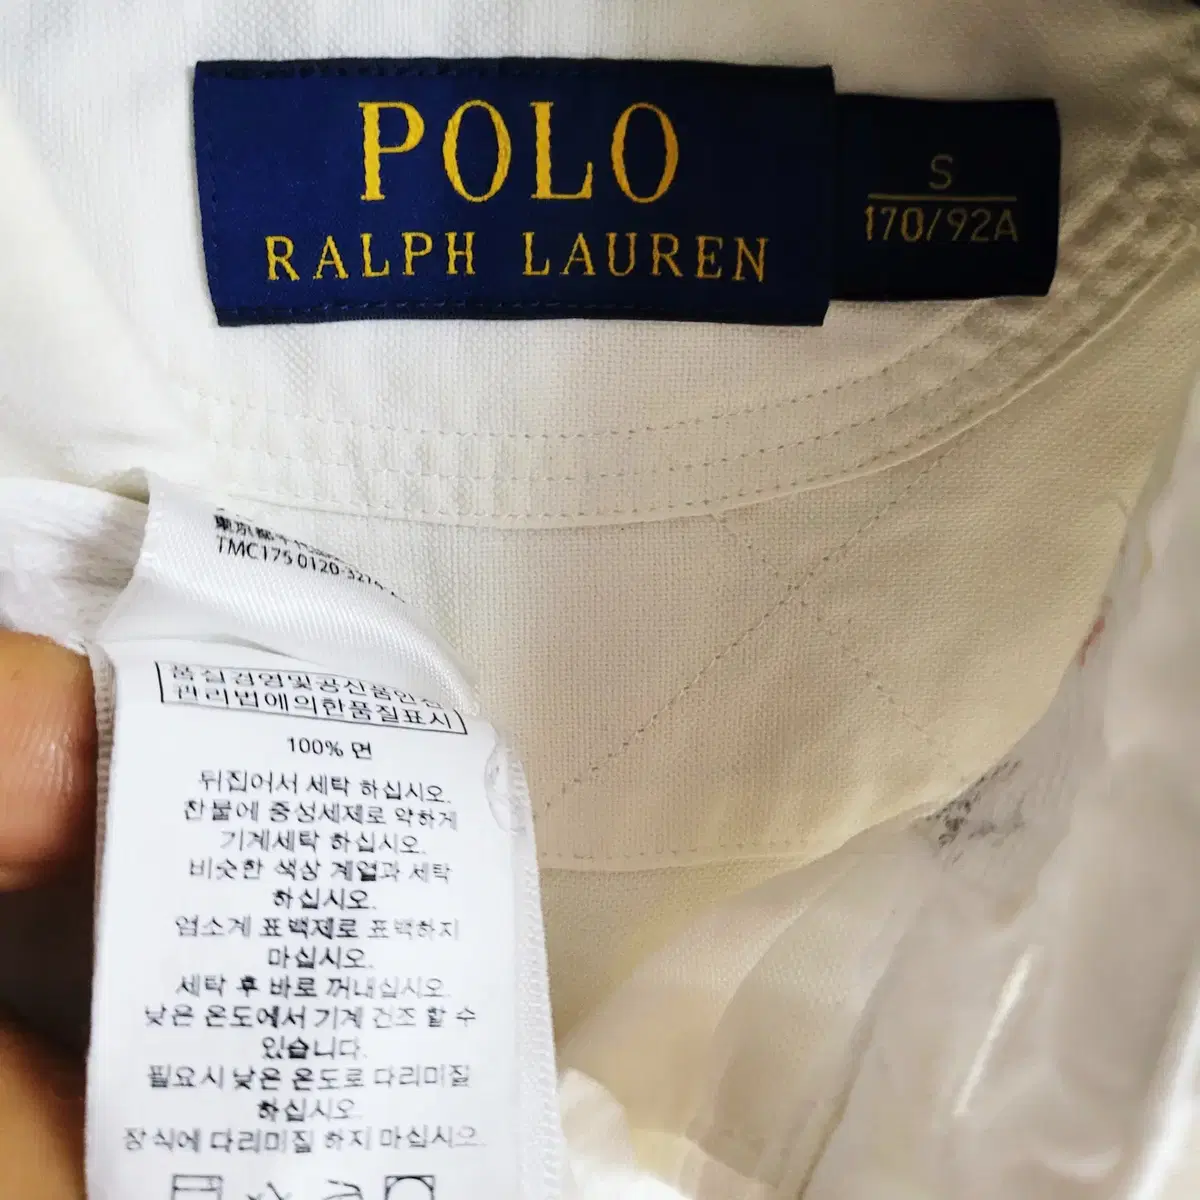 POLO
RALPH LAUREN
S
170/92A
東京都千代
TMC175 0120-3274
품질경영및공산품안전
관리법에의한품질표시
100% 면
뒤집어서 세탁 하십시오.
찬물에 중성세제로 약하게
기계세탁 하십시오.
비슷한 색상 계열과 세탁
하십시오.
염소계 표백제로 표백하지
마십시오.
세탁 후 바로 꺼내십시오.
낮은 온도에서 기계 건조 할 수
있습니다.
필요시 낮은 온도로 다리미질
하십시오.
장식에 다리미질 하지 마십시오.